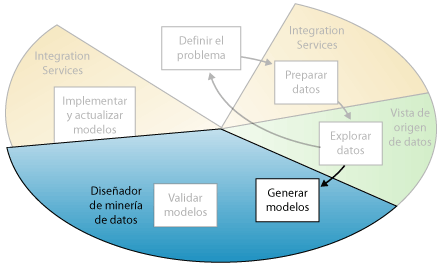 Definir el
problema
Integration
Services
Preparar
datos
Vista de
origen
de datos
Explorar
datos
Generar
modelos
Validar
modelos
Diseñador
de minería
de datos
Implementar
y actualizar
modelos
Integration
Services